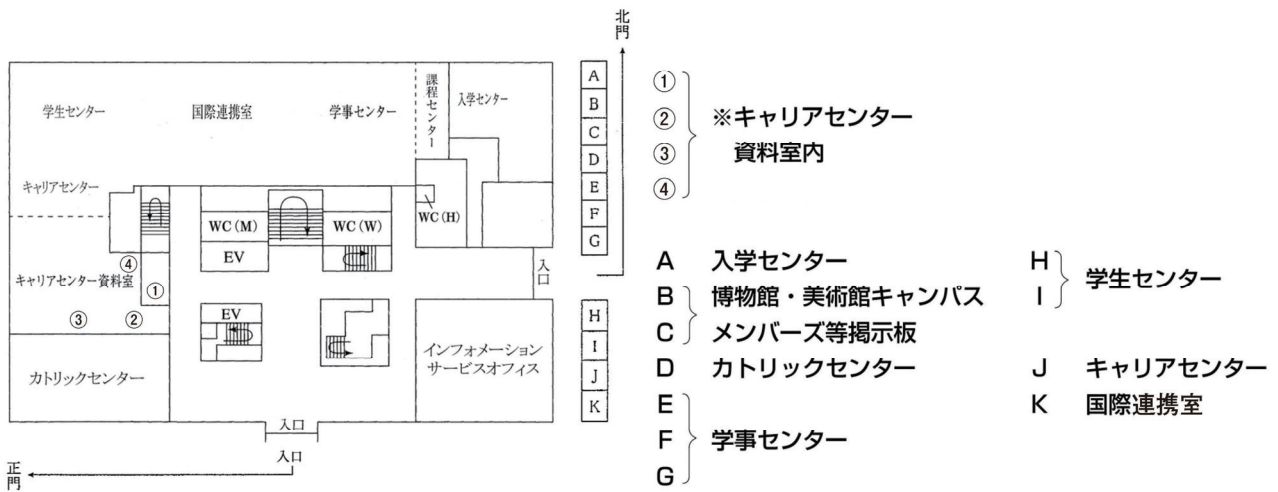 北門
学生センター
国際連携室
学事センター
課程センター
入学センター
キャリアセンター
WC(M)
WC(W)
WC(H)
EV
入口
キャリアセンター資料室
④
①
③
②
EV
カトリックセンター
インフォメーション
サービスオフィス
入口
入口
正門
A
B
C
D
E
F
G
H
I
J
K
①
②
③
④
※キャリアセンター
資料室内
A 入学センター
B 博物館・美術館キャンパス
C メンバーズ等掲示板
D カトリックセンター
E
F 学事センター
G
H
I
学生センター
J キャリアセンター
K 国際連携室